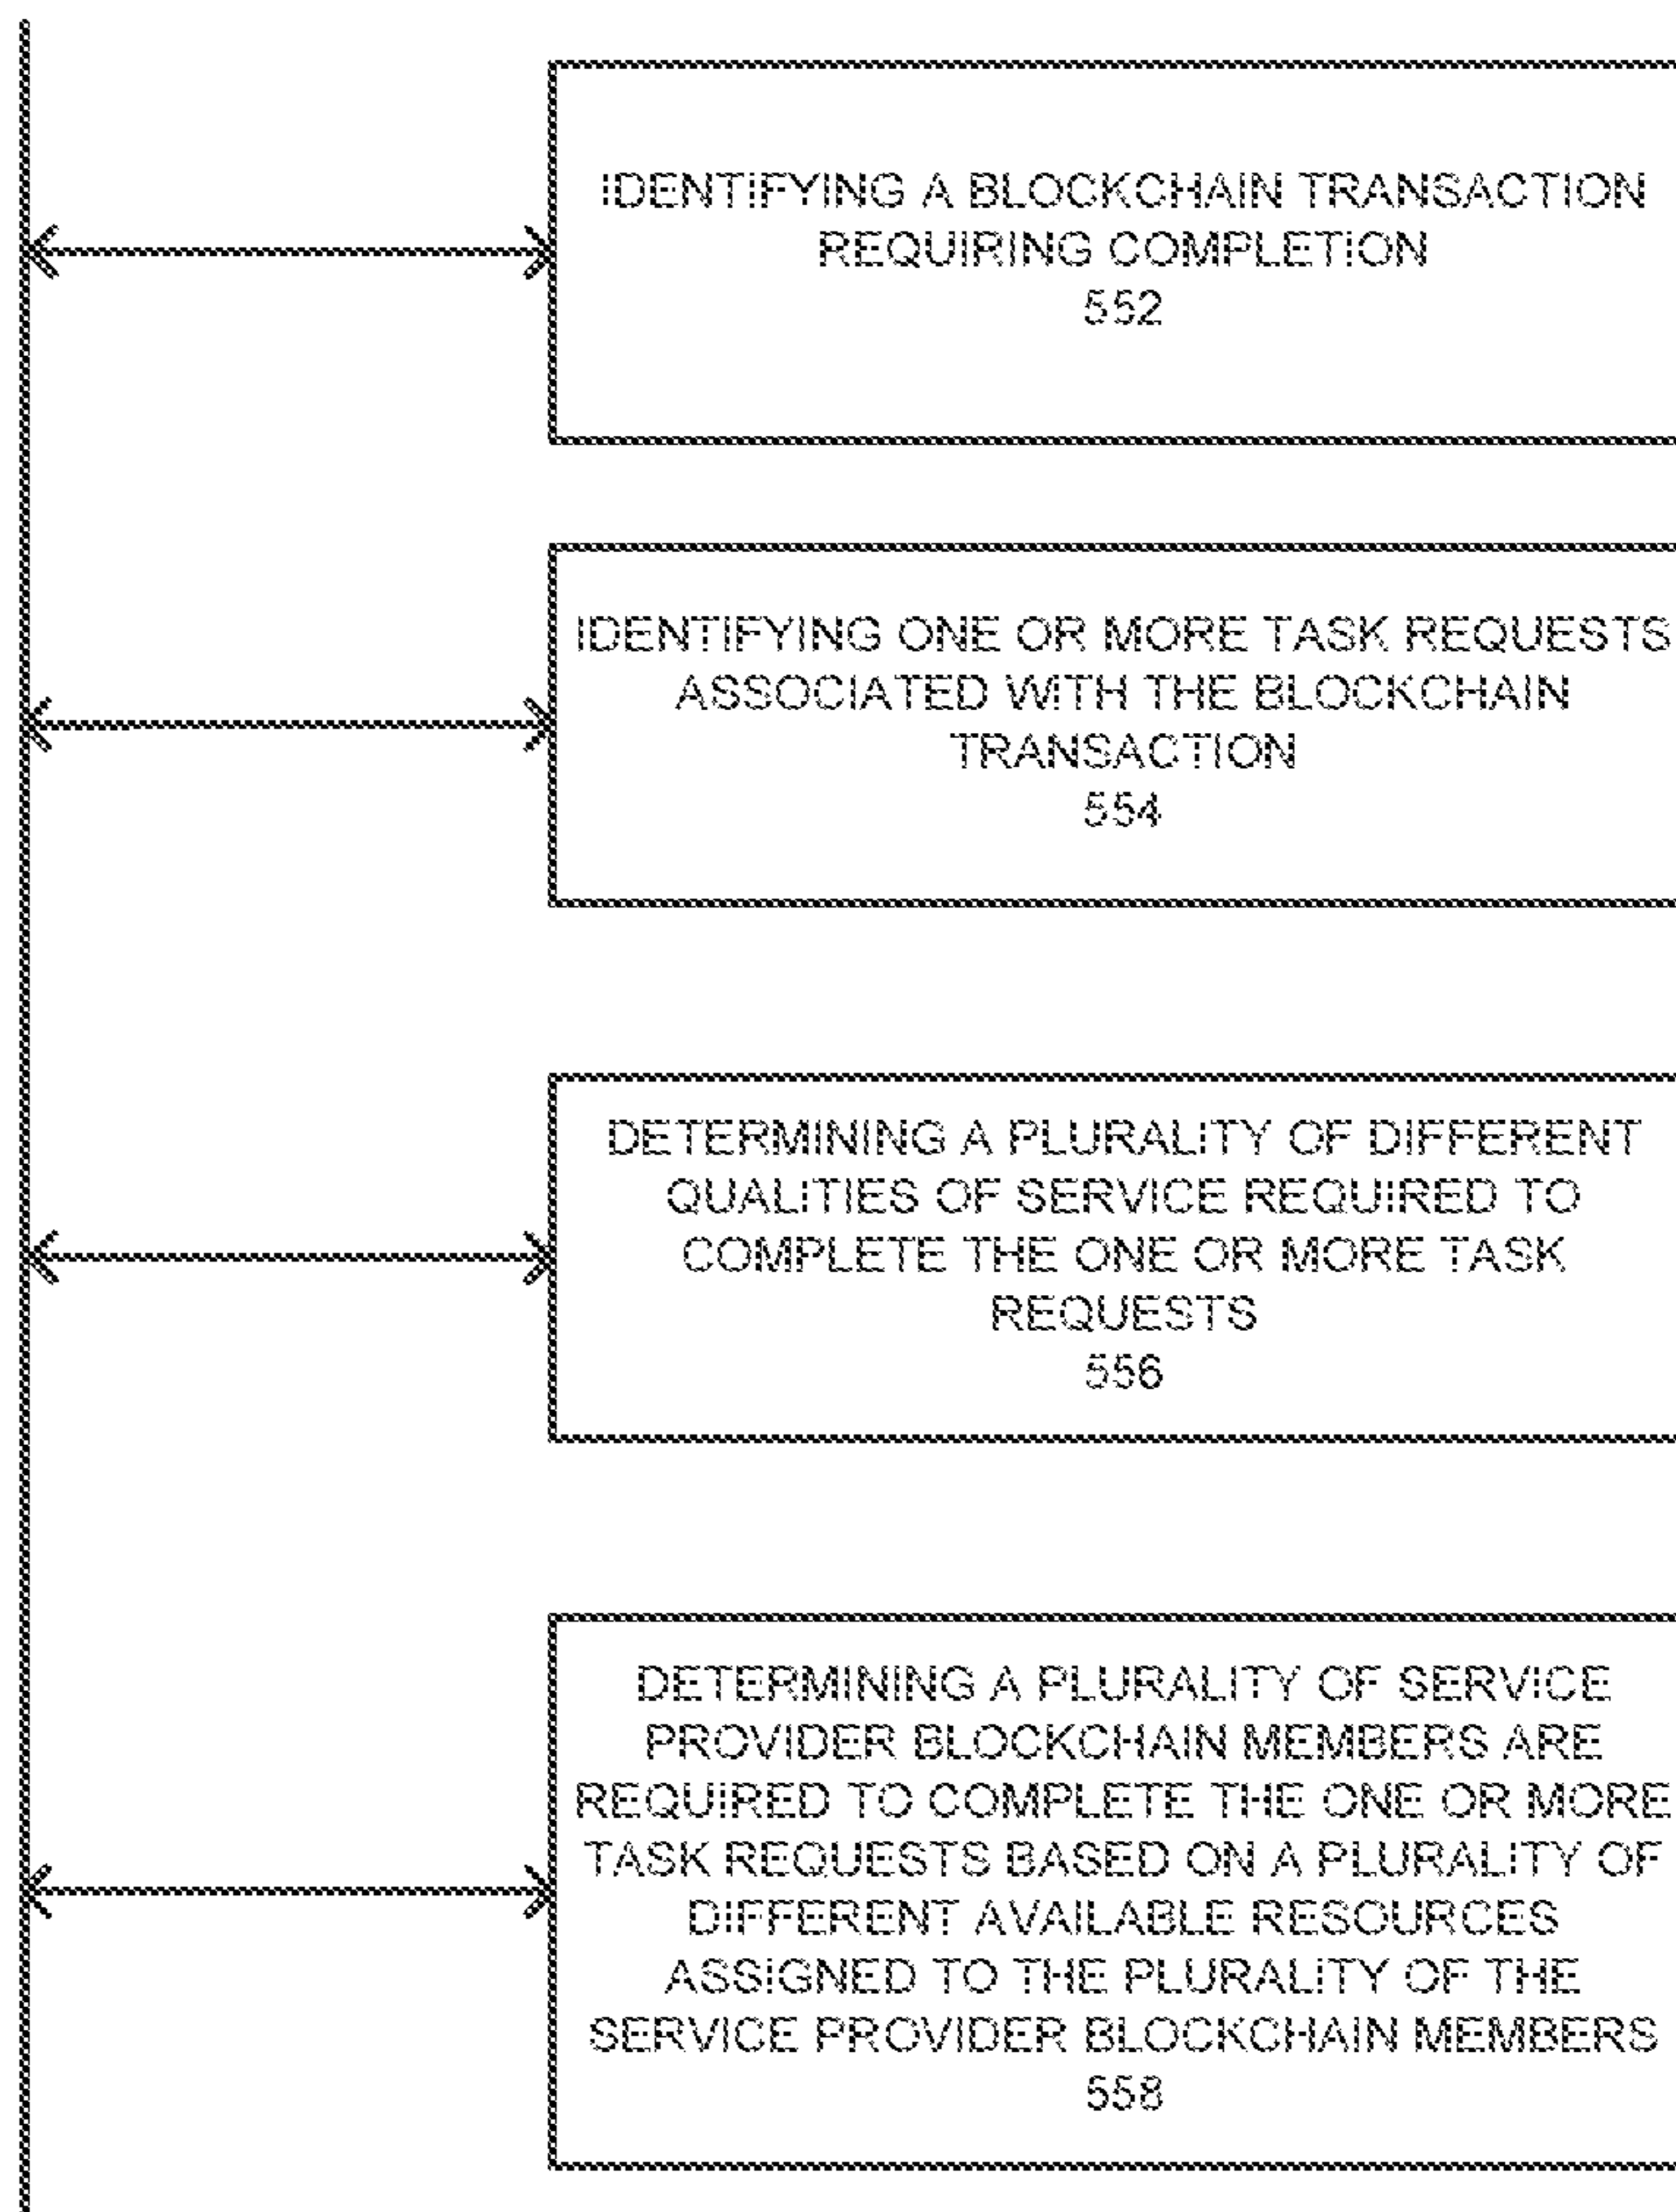 IDENTIFYING A BLOCKCHAIN TRANSACTION
REQUIRING COMPLETION
552
IDENTIFYING ONE OR MORE TASK REQUESTS
ASSOCIATED WITH THE BLOCKCHAIN
TRANSACTION
554
DETERMINING A PLURALITY OF DIFFERENT
QUALITIES OF SERVICE REQUIRED TO
COMPLETE THE ONE OR MORE TASK
REQUESTS
556
DETERMINING A PLURALITY OF SERVICE
PROVIDER BLOCKCHAIN MEMBERS ARE
REQUIRED TO COMPLETE THE ONE OR MORE
TASK REQUESTS BASED ON A PLURALITY OF
DIFFERENT AVAILABLE RESOURCES
ASSIGNED TO THE PLURALITY OF THE
SERVICE PROVIDER BLOCKCHAIN MEMBERS
558